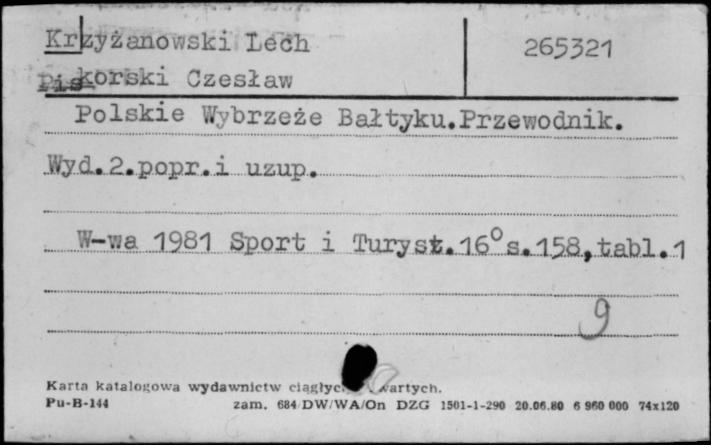 Krzyżanowski Lech
265321
Piskorski Czesław
Polskie Wybrzeże Bałtyku.Przewodnik.
Wyd.2.popr.i uzup.
W-wa 1981 Sport i Turyst.16° s.158,tabl.1
9
Karta katalogowa wydawnictw
Pu-B-144 zam. 684/DW/WA/On DZG 1501-1-290 20.06.80 6 960 000 74x120